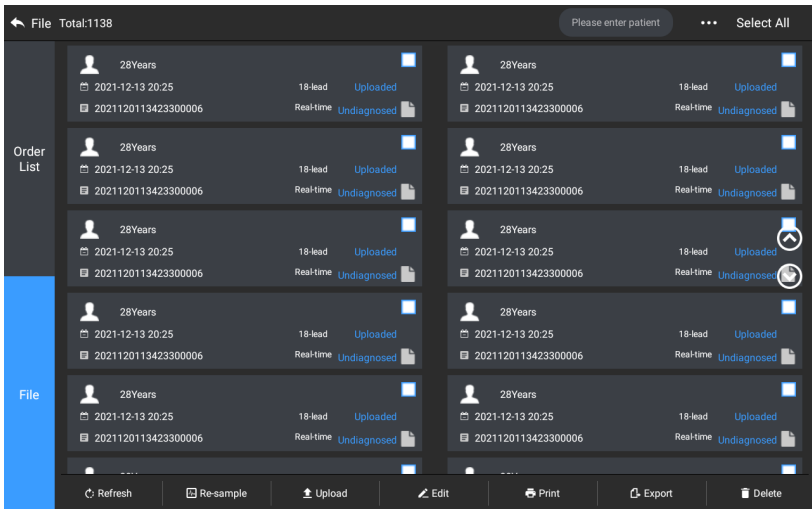 File Total:1138 Please enter patient ••• Select All
Order
List
File
28Years
2021-12-13 20:25 18-lead Uploaded
2021120113423300006 Real-time Undiagnosed
28Years
2021-12-13 20:25 18-lead Uploaded
2021120113423300006 Real-time Undiagnosed
28Years
2021-12-13 20:25 18-lead Uploaded
2021120113423300006 Real-time Undiagnosed
28Years
2021-12-13 20:25 18-lead Uploaded
2021120113423300006 Real-time Undiagnosed
28Years
2021-12-13 20:25 18-lead Uploaded
2021120113423300006 Real-time Undiagnosed
28Years
2021-12-13 20:25 18-lead Uploaded
2021120113423300006 Real-time Undiagnosed
28Years
2021-12-13 20:25 18-lead Uploaded
2021120113423300006 Real-time Undiagnosed
28Years
2021-12-13 20:25 18-lead Uploaded
2021120113423300006 Real-time Undiagnosed
28Years
2021-12-13 20:25 18-lead Uploaded
2021120113423300006 Real-time Undiagnosed
28Years
2021-12-13 20:25 18-lead Uploaded
2021120113423300006 Real-time Undiagnosed
Refresh Re-sample Upload Edit Print Export Delete